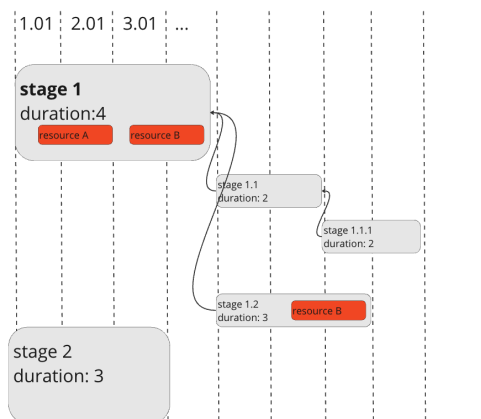 1.01 2.01 3.01 ...
stage 1
duration:4
resource A resource B
stage 1.1
duration: 2
stage 1.1.1
duration: 2
stage 1.2
duration: 3
resource B
stage 2
duration: 3